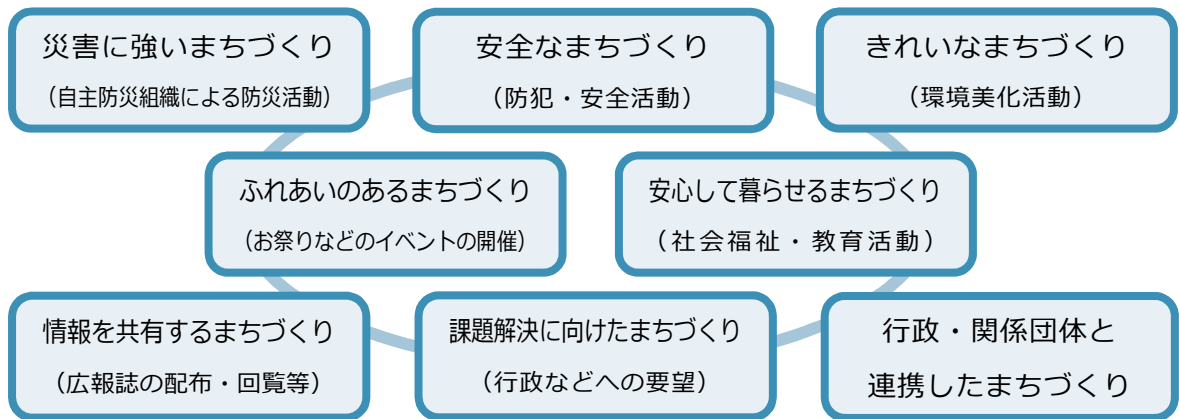 災害に強いまちづくり
（自主防災組織による防災活動）
安全なまちづくり
（防犯・安全活動）
きれいなまちづくり
（環境美化活動）
ふれあいのあるまちづくり
（お祭りなどのイベントの開催）
安心して暮らせるまちづくり
（社会福祉・教育活動）
情報を共有するまちづくり
（広報誌の配布・回覧等）
課題解決に向けたまちづくり
（行政などへの要望）
行政・関係団体と
連携したまちづくり